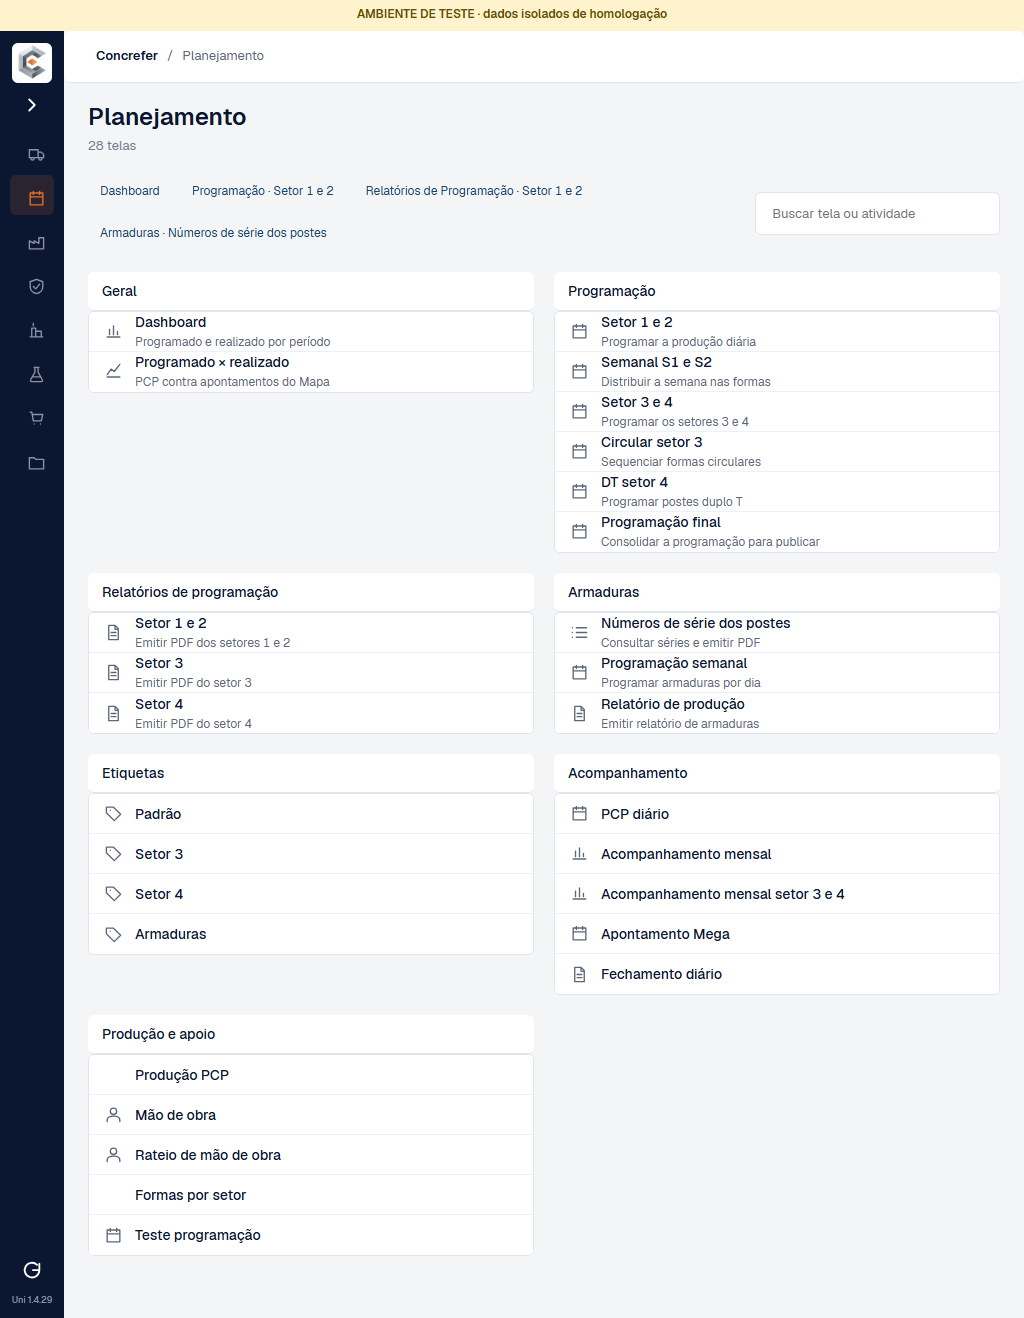 AMBIENTE DE TESTE · dados isolados de homologação
Concrefer / Planejamento
Planejamento
28 telas
Dashboard
Programação · Setor 1 e 2
Relatórios de Programação · Setor 1 e 2
Armaduras · Números de série dos postes
Buscar tela ou atividade
Geral
Dashboard
Programado e realizado por período
Programado × realizado
PCP contra apontamentos do Mapa
Programação
Setor 1 e 2
Programar a produção diária
Semanal S1 e S2
Distribuir a semana nas formas
Setor 3 e 4
Programar os setores 3 e 4
Circular setor 3
Sequenciar formas circulares
DT setor 4
Programar postes duplo T
Programação final
Consolidar a programação para publicar
Relatórios de programação
Setor 1 e 2
Emitir PDF dos setores 1 e 2
Setor 3
Emitir PDF do setor 3
Setor 4
Emitir PDF do setor 4
Armaduras
Números de série dos postes
Consultar séries e emitir PDF
Programação semanal
Programar armaduras por dia
Relatório de produção
Emitir relatório de armaduras
Etiquetas
Padrão
Setor 3
Setor 4
Armaduras
Acompanhamento
PCP diário
Acompanhamento mensal
Acompanhamento mensal setor 3 e 4
Apontamento Mega
Fechamento diário
Produção e apoio
Produção PCP
Mão de obra
Rateio de mão de obra
Formas por setor
Teste programação
Uni 1.4.29